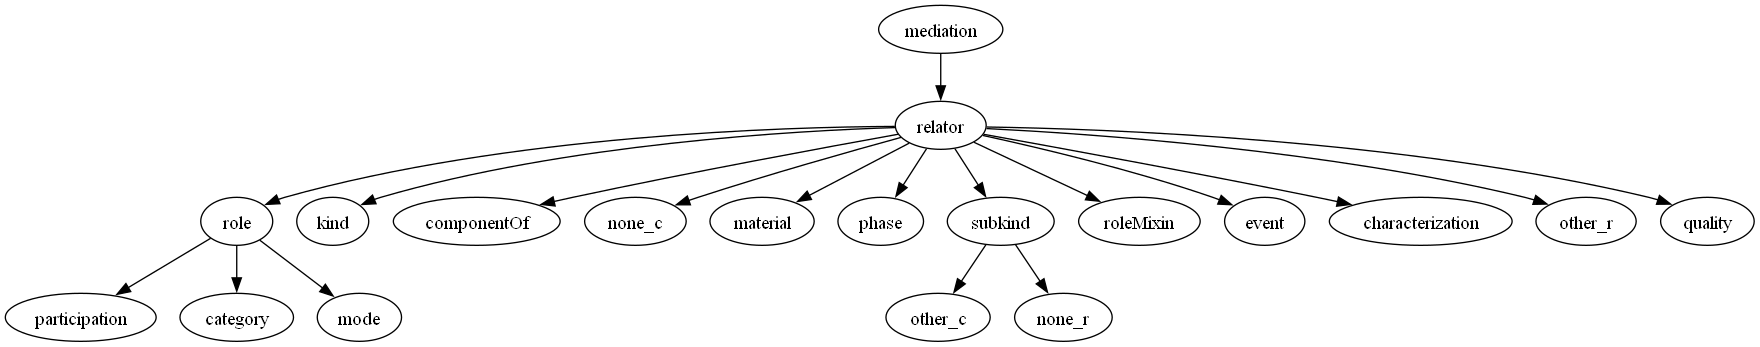 mediation
relator
role
kind
componentOf
none_c
material
phase
subkind
roleMixin
event
characterization
other_r
quality
participation
category
mode
other_c
none_r